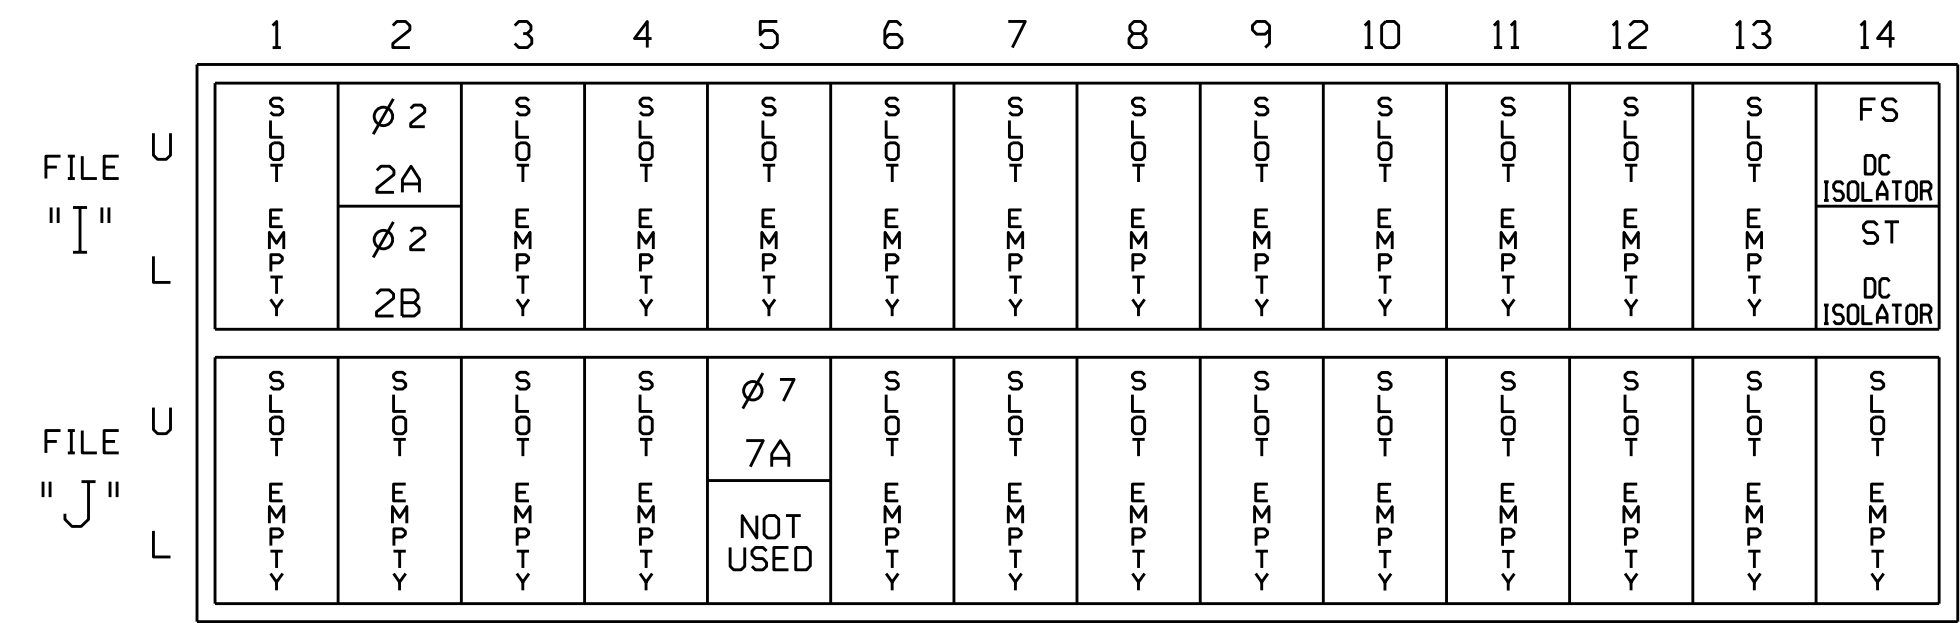 1 2 3 4 5 6 7 8 9 10 11 12 13 14
FILE
"I"
U
L
SLOT EMPTY
Ø 2
2A
Ø 2
2B
SLOT EMPTY
SLOT EMPTY
SLOT EMPTY
SLOT EMPTY
SLOT EMPTY
SLOT EMPTY
SLOT EMPTY
SLOT EMPTY
SLOT EMPTY
SLOT EMPTY
SLOT EMPTY
FS
DC
ISOLATOR
ST
DC
ISOLATOR
FILE
"J"
U
L
SLOT EMPTY
SLOT EMPTY
SLOT EMPTY
SLOT EMPTY
Ø 7
7A
NOT
USED
SLOT EMPTY
SLOT EMPTY
SLOT EMPTY
SLOT EMPTY
SLOT EMPTY
SLOT EMPTY
SLOT EMPTY
SLOT EMPTY
SLOT EMPTY